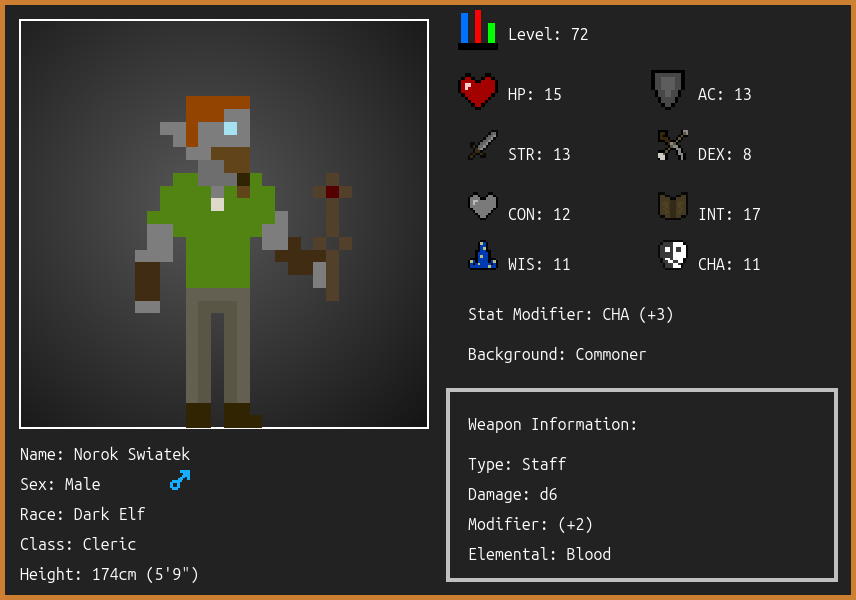 Level: 72
HP: 15
AC: 13
STR: 13
DEX: 8
CON: 12
INT: 17
WIS: 11
CHA: 11
Stat Modifier: CHA (+3)
Background: Commoner
Weapon Information:
Type: Staff
Damage: d6
Modifier: (+2)
Elemental: Blood
Name: Norok Swiatek
Sex: Male
Race: Dark Elf
Class: Cleric
Height: 174cm (5'9")